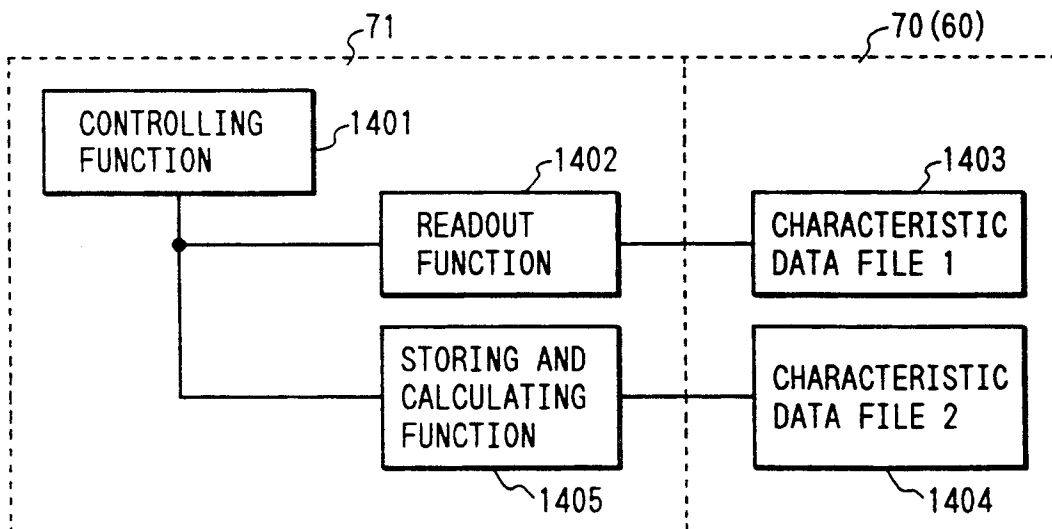 71
70(60)
CONTROLLING
FUNCTION
1401
1402
READOUT
FUNCTION
1403
CHARACTERISTIC
DATA FILE 1
STORING AND
CALCULATING
FUNCTION
1405
CHARACTERISTIC
DATA FILE 2
1404